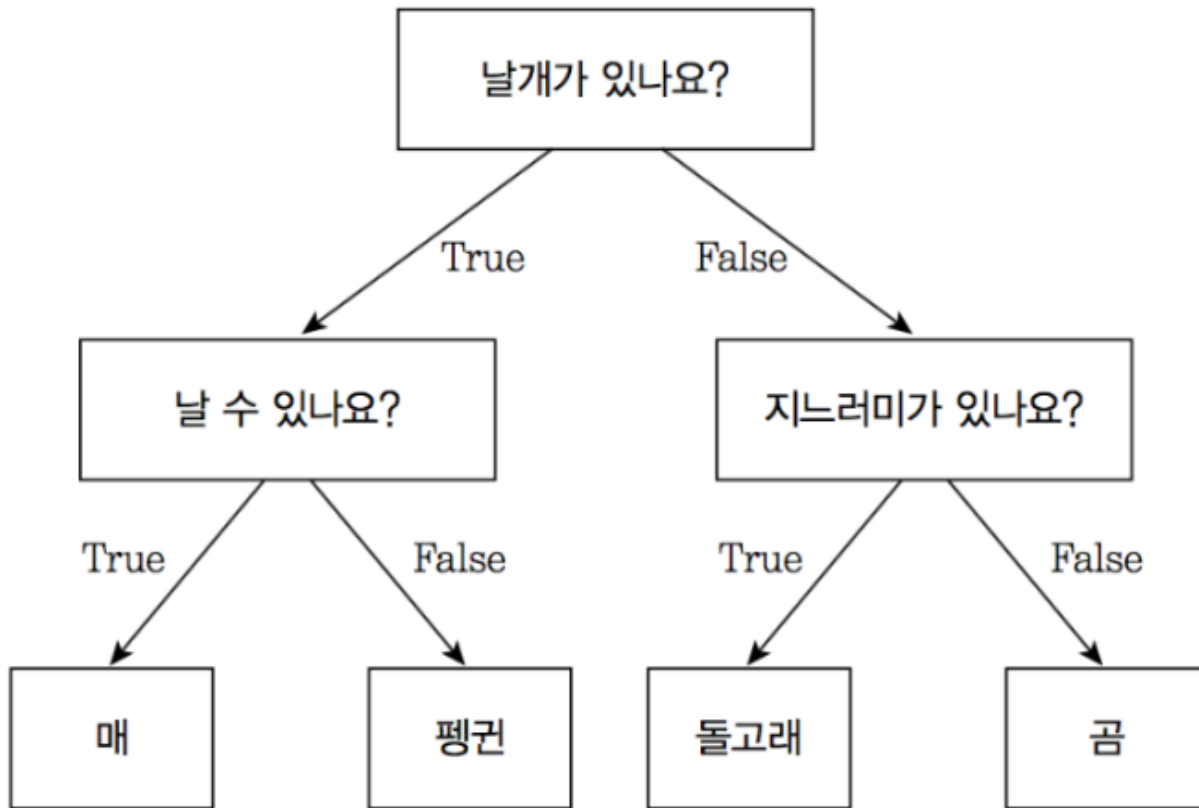 날개가 있나요?
True
False
날 수 있나요?
지느러미가 있나요?
True
False
True
False
매
펭귄
돌고래
곰